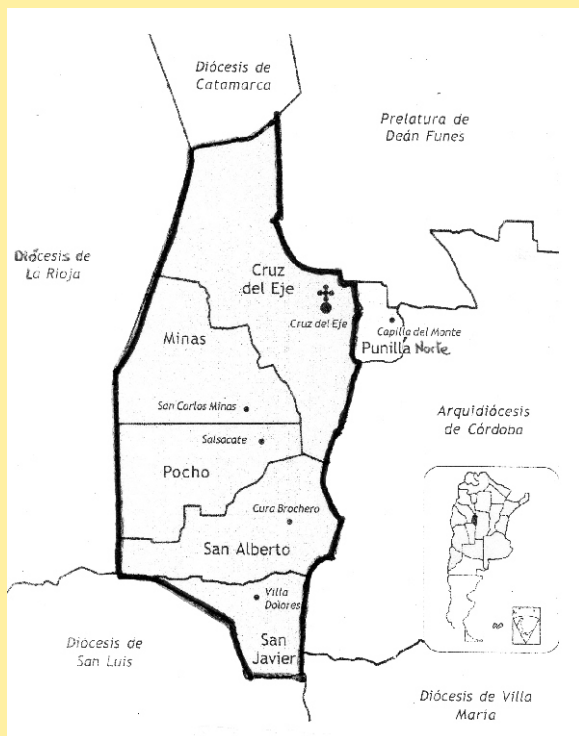 Diócesis de
Catamarca
Prelatura de
Deán Funes
Diócesis de
La Rioja
Cruz
del Eje
Cruz del Eje
Capilla del Monte
Punilla Norte
Minas
San Carlos Minas
Salsacate
Arquidiócesis
de Córdoba
Pocho
Cura Brochero
San Alberto
Villa
Dolores
San
Javier
Diócesis de
San Luis
Diócesis de Villa
María